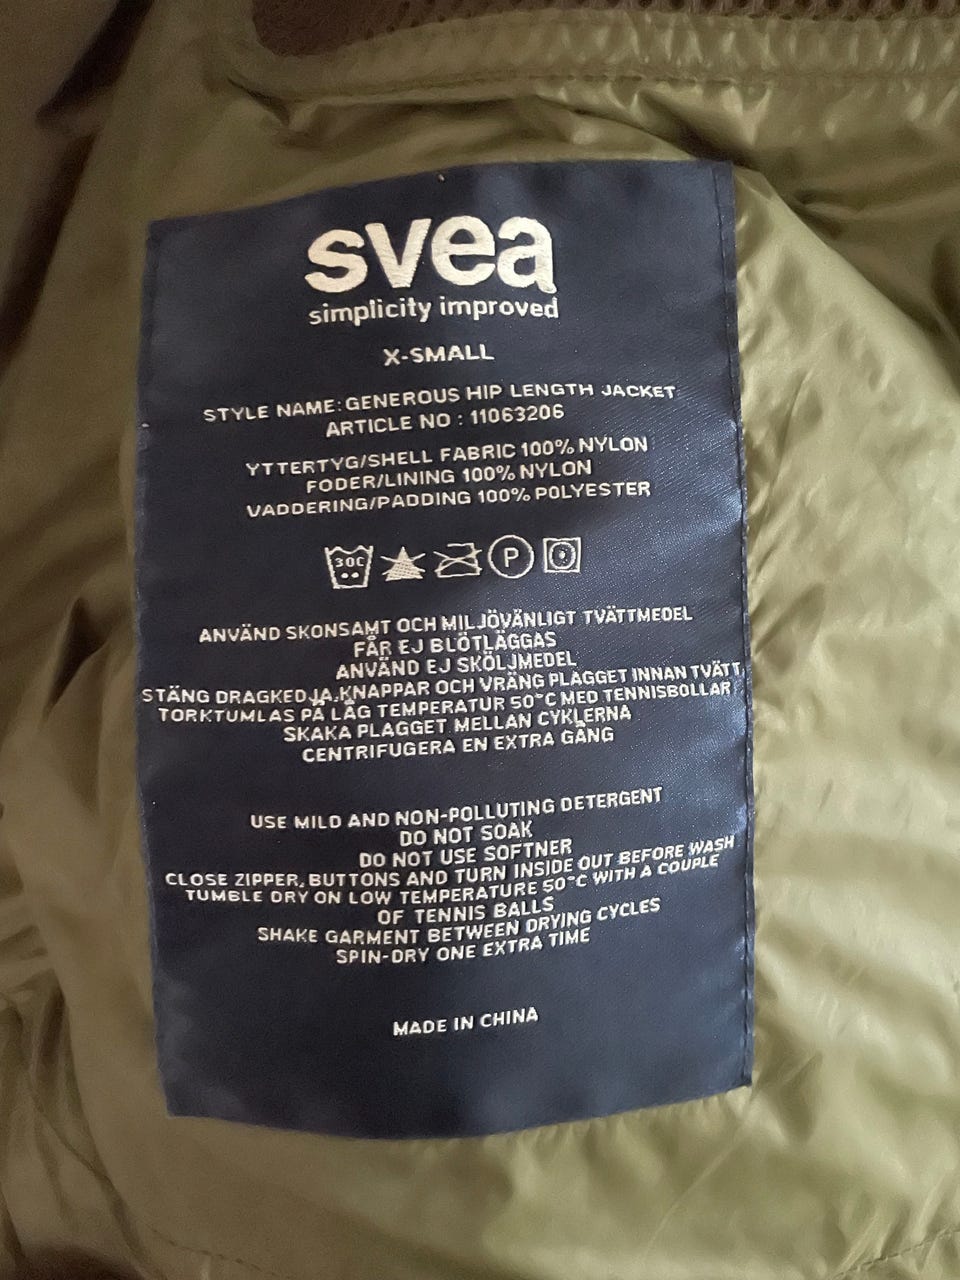 svea
simplicity improved
X-SMALL
STYLE NAME:GENEROUS HIP LENGTH JACKET
ARTICLE NO : 11063206
YTTERTYG/SHELL FABRIC 100% NYLON
FODER/LINING 100% NYLON
VADDERING/PADDING 100% POLYESTER
30C P
ANVÄND SKONSAMT OCH MILJÖVÄNLIGT TVÄTTMEDEL
FÅR EJ BLÖTLÄGGAS
ANVÄND EJ SKÖLJMEDEL
STÄNG DRAGKEDJA,KNAPPAR OCH VRÄNG PLAGGET INNAN TVÄTT
TORKTUMLAS PÅ LÅG TEMPERATUR 50°C MED TENNISBOLLAR
SKAKA PLAGGET MELLAN CYKLERNA
CENTRIFUGERA EN EXTRA GÅNG
USE MILD AND NON-POLLUTING DETERGENT
DO NOT SOAK
DO NOT USE SOFTNER
CLOSE ZIPPER, BUTTONS AND TURN INSIDE OUT BEFORE WASH
TUMBLE DRY ON LOW TEMPERATURE 50°C WITH A COUPLE
OF TENNIS BALLS
SHAKE GARMENT BETWEEN DRYING CYCLES
SPIN-DRY ONE EXTRA TIME
MADE IN CHINA